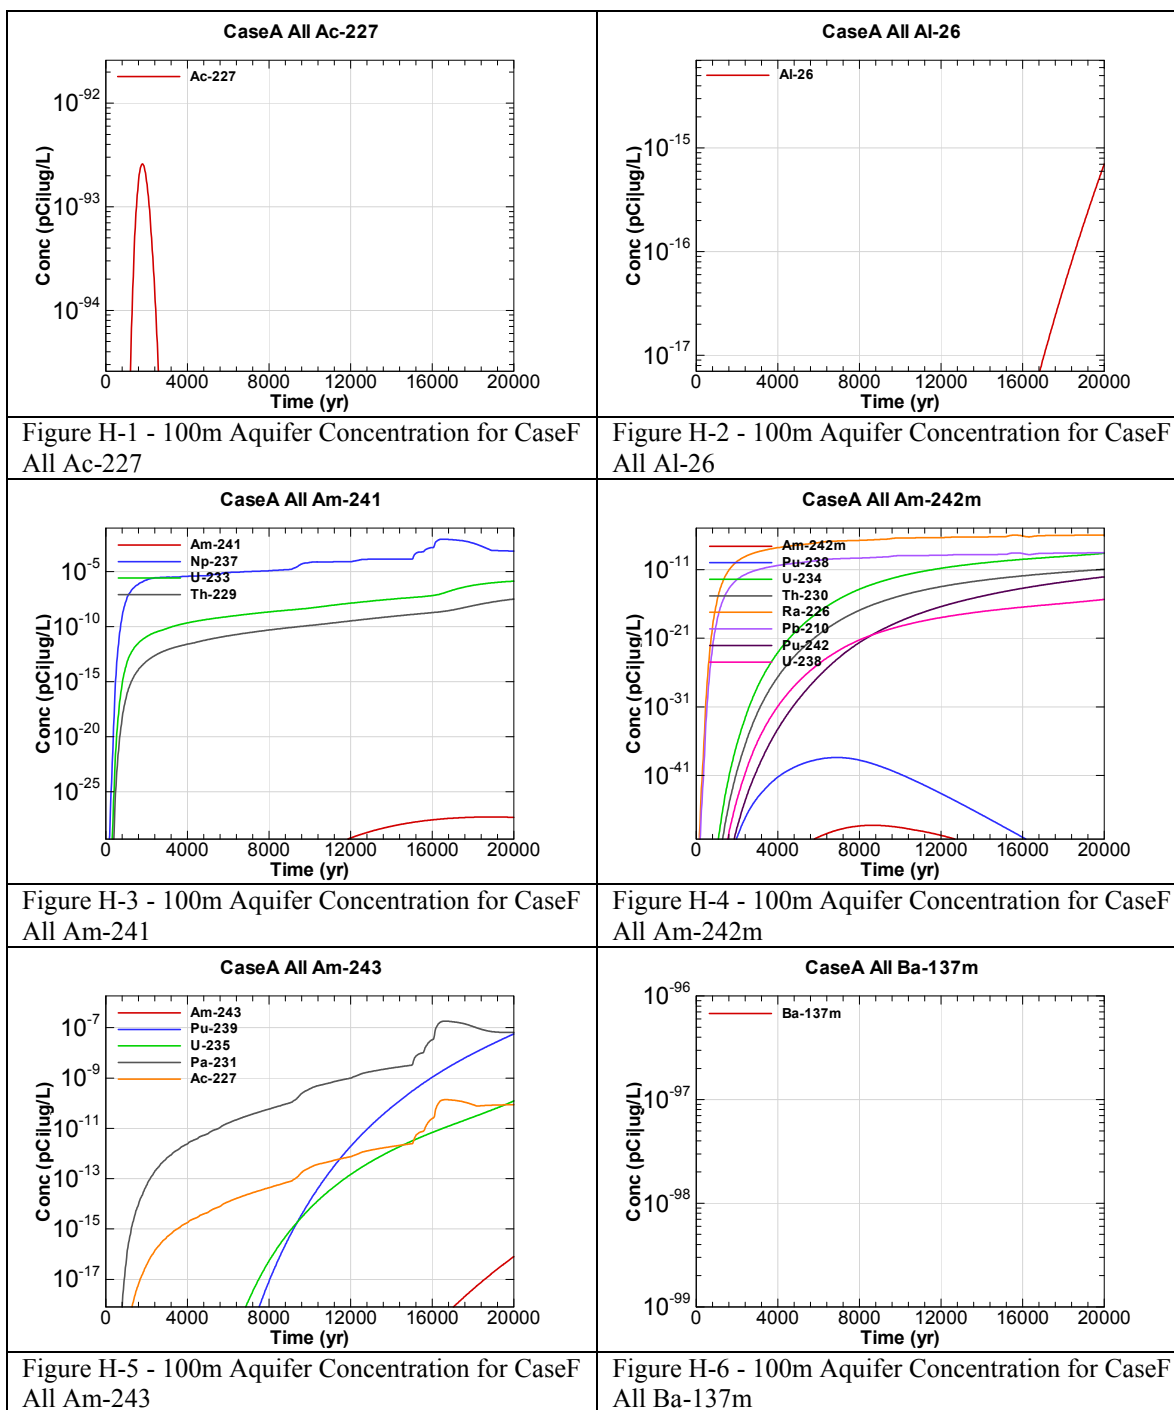 CaseA All Ac-227
Ac-227
10-92
10-93
10-94
Conc (pCi|ug/L)
0 4000 8000 12000 16000 20000
Time (yr)
Figure H-1 - 100m Aquifer Concentration for CaseF
All Ac-227
CaseA All Al-26
Al-26
10-15
10-16
10-17
Conc (pCi|ug/L)
0 4000 8000 12000 16000 20000
Time (yr)
Figure H-2 - 100m Aquifer Concentration for CaseF
All Al-26
CaseA All Am-241
Am-241
Np-237
U-233
Th-229
10-5
10-10
10-15
10-20
10-25
Conc (pCi|ug/L)
0 4000 8000 12000 16000 20000
Time (yr)
Figure H-3 - 100m Aquifer Concentration for CaseF
All Am-241
CaseA All Am-242m
Am-242m
Pu-238
U-234
Th-230
Ra-226
Pb-210
Pu-242
U-238
10-11
10-21
10-31
10-41
Conc (pCi|ug/L)
0 4000 8000 12000 16000 20000
Time (yr)
Figure H-4 - 100m Aquifer Concentration for CaseF
All Am-242m
CaseA All Am-243
Am-243
Pu-239
U-235
Pa-231
Ac-227
10-7
10-9
10-11
10-13
10-15
10-17
Conc (pCi|ug/L)
0 4000 8000 12000 16000 20000
Time (yr)
Figure H-5 - 100m Aquifer Concentration for CaseF
All Am-243
CaseA All Ba-137m
Ba-137m
10-96
10-97
10-98
10-99
Conc (pCi|ug/L)
0 4000 8000 12000 16000 20000
Time (yr)
Figure H-6 - 100m Aquifer Concentration for CaseF
All Ba-137m